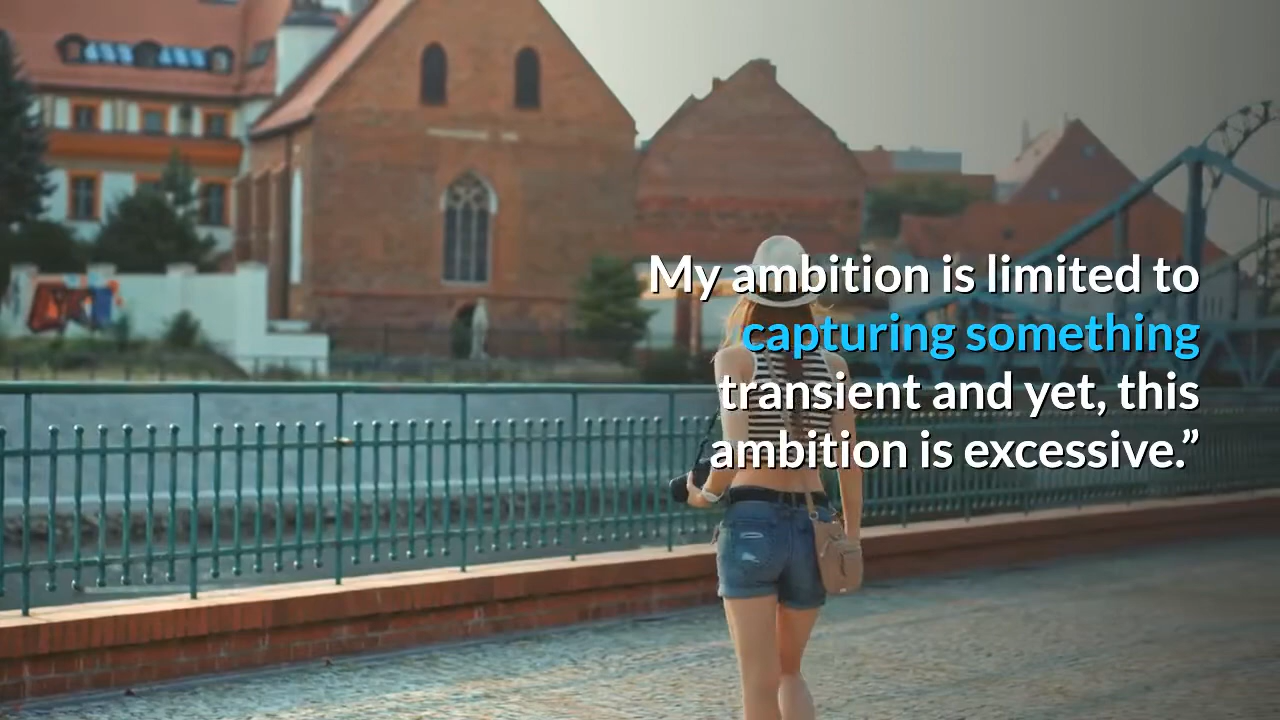 My ambition is limited to
capturing something
transient and yet, this
ambition is excessive.”